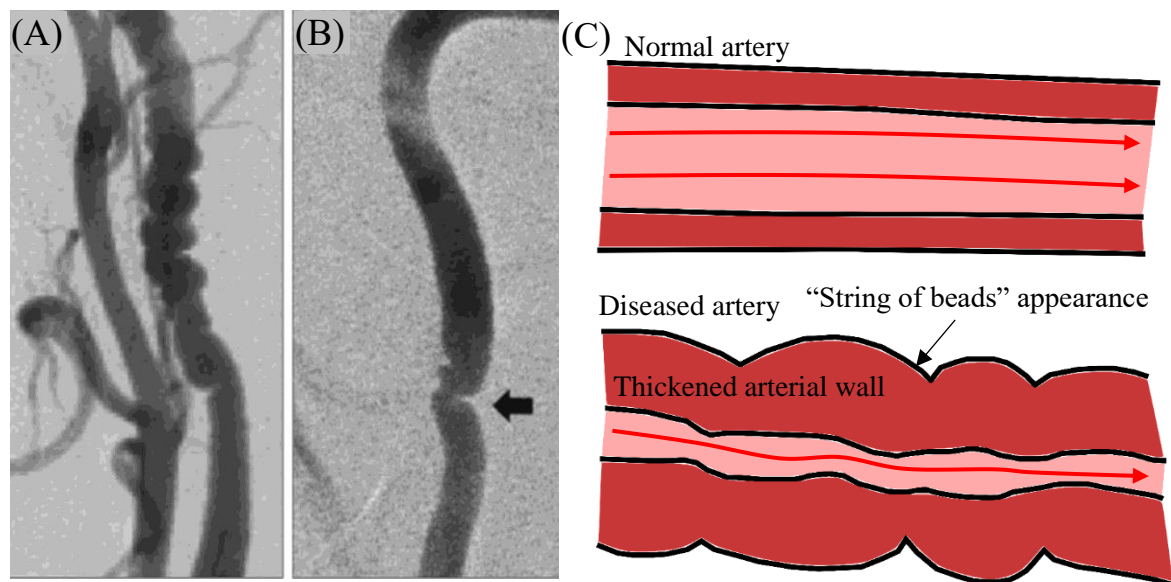 (A)
(B)
(C)
Normal artery
Diseased artery
“String of beads” appearance
Thickened arterial wall